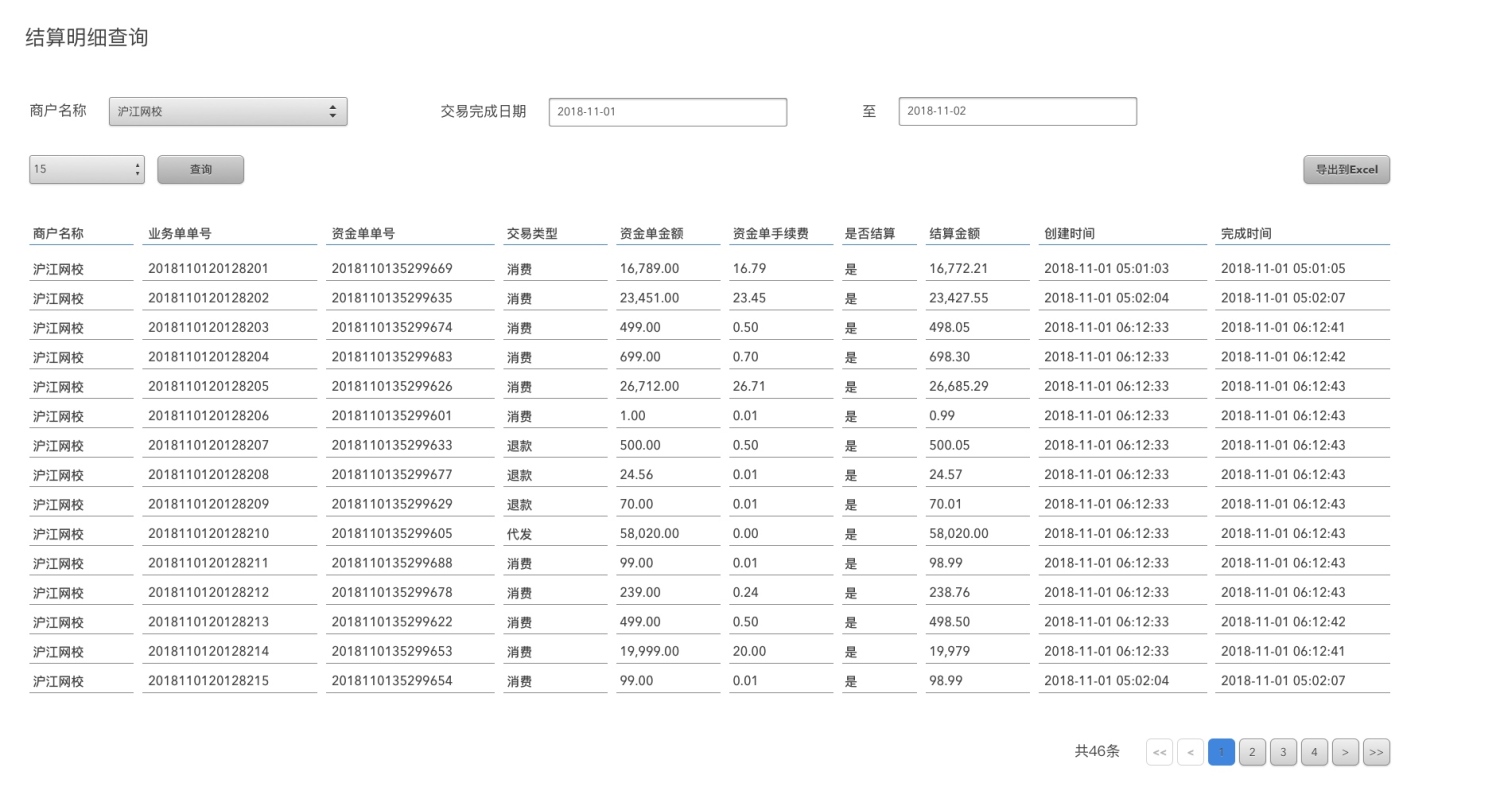 结算明细查询
商户名称 沪江网校 交易完成日期 2018-11-01 至 2018-11-02
15 查询 导出到Excel
商户名称 业务单单号 资金单单号 交易类型 资金单金额 资金单手续费 是否结算 结算金额 创建时间 完成时间
沪江网校 2018110120128201 2018110135299669 消费 16,789.00 16.79 是 16,772.21 2018-11-01 05:01:03 2018-11-01 05:01:05
沪江网校 2018110120128202 2018110135299635 消费 23,451.00 23.45 是 23,427.55 2018-11-01 05:02:04 2018-11-01 05:02:07
沪江网校 2018110120128203 2018110135299674 消费 499.00 0.50 是 498.05 2018-11-01 06:12:33 2018-11-01 06:12:41
沪江网校 2018110120128204 2018110135299683 消费 699.00 0.70 是 698.30 2018-11-01 06:12:33 2018-11-01 06:12:42
沪江网校 2018110120128205 2018110135299626 消费 26,712.00 26.71 是 26,685.29 2018-11-01 06:12:33 2018-11-01 06:12:43
沪江网校 2018110120128206 2018110135299601 消费 1.00 0.01 是 0.99 2018-11-01 06:12:33 2018-11-01 06:12:43
沪江网校 2018110120128207 2018110135299633 退款 500.00 0.50 是 500.05 2018-11-01 06:12:33 2018-11-01 06:12:43
沪江网校 2018110120128208 2018110135299677 退款 24.56 0.01 是 24.57 2018-11-01 06:12:33 2018-11-01 06:12:43
沪江网校 2018110120128209 2018110135299629 退款 70.00 0.01 是 70.01 2018-11-01 06:12:33 2018-11-01 06:12:43
沪江网校 2018110120128210 2018110135299605 代发 58,020.00 0.00 是 58,020.00 2018-11-01 06:12:33 2018-11-01 06:12:43
沪江网校 2018110120128211 2018110135299688 消费 99.00 0.01 是 98.99 2018-11-01 06:12:33 2018-11-01 06:12:43
沪江网校 2018110120128212 2018110135299678 消费 239.00 0.24 是 238.76 2018-11-01 06:12:33 2018-11-01 06:12:43
沪江网校 2018110120128213 2018110135299622 消费 499.00 0.50 是 498.50 2018-11-01 06:12:33 2018-11-01 06:12:42
沪江网校 2018110120128214 2018110135299653 消费 19,999.00 20.00 是 19,979 2018-11-01 06:12:33 2018-11-01 06:12:41
沪江网校 2018110120128215 2018110135299654 消费 99.00 0.01 是 98.99 2018-11-01 05:02:04 2018-11-01 05:02:07
共46条 << < 1 2 3 4 > >>